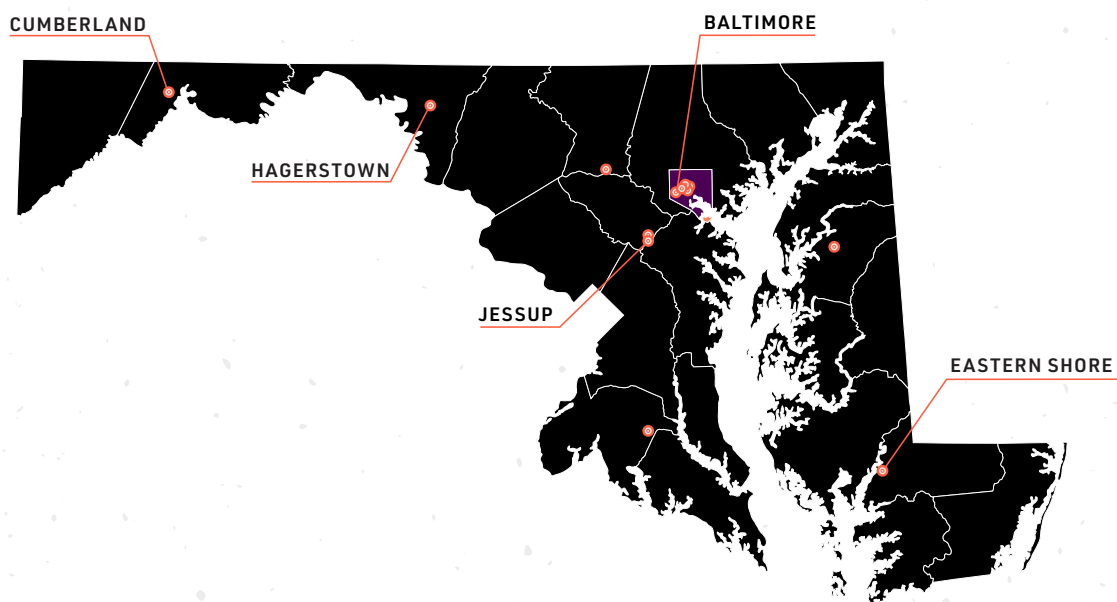 CUMBERLAND
BALTIMORE
HAGERSTOWN
JESSUP
EASTERN SHORE